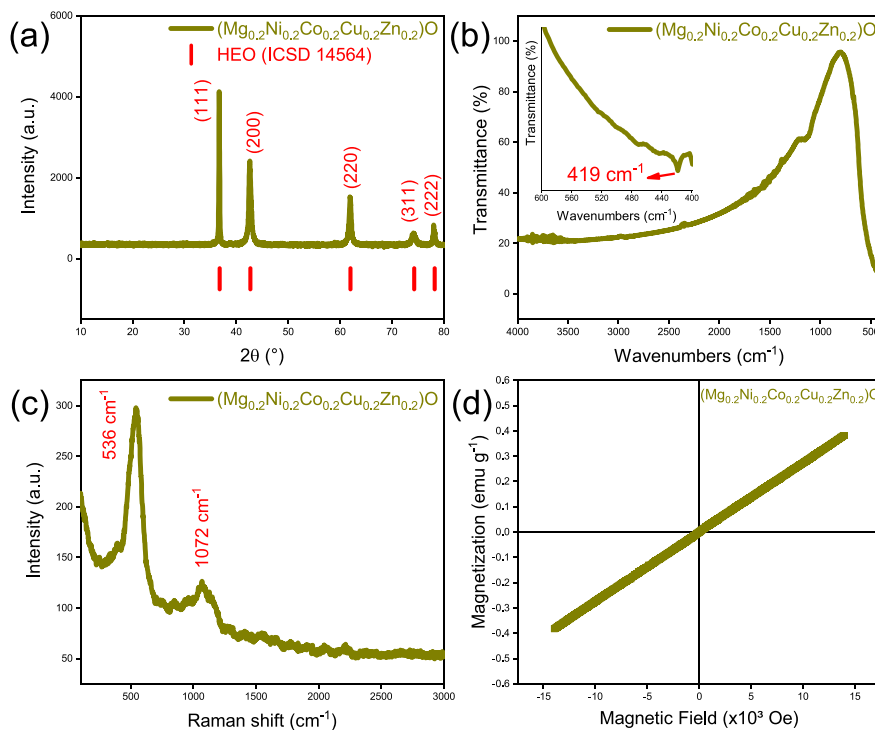 (a)
(Mg₀.₂Ni₀.₂Co₀.₂Cu₀.₂Zn₀.₂)O
HEO (ICSD 14564)
(111)
(200)
(220)
(311)
(222)
6000
4000
2000
0
Intensity (a.u.)
10 20 30 40 50 60 70 80
2θ (°)
(b)
(Mg₀.₂Ni₀.₂Co₀.₂Cu₀.₂Zn₀.₂)O
100
80
60
40
20
0
Transmittance (%)
4000 3500 3000 2500 2000 1500 1000 500
Wavenumbers (cm⁻¹)
Transmittance (%)
419 cm⁻¹
600 560 520 480 440 400
Wavenumbers (cm⁻¹)
(c)
(Mg₀.₂Ni₀.₂Co₀.₂Cu₀.₂Zn₀.₂)O
536 cm⁻¹
1072 cm⁻¹
300
250
200
150
100
50
Intensity (a.u.)
500 1000 1500 2000 2500 3000
Raman shift (cm⁻¹)
(d)
(Mg₀.₂Ni₀.₂Co₀.₂Cu₀.₂Zn₀.₂)O
0.6
0.5
0.4
0.3
0.2
0.1
0.0
-0.1
-0.2
-0.3
-0.4
-0.5
-0.6
Magnetization (emu g⁻¹)
-15 -10 -5 0 5 10 15
Magnetic Field (x10³ Oe)